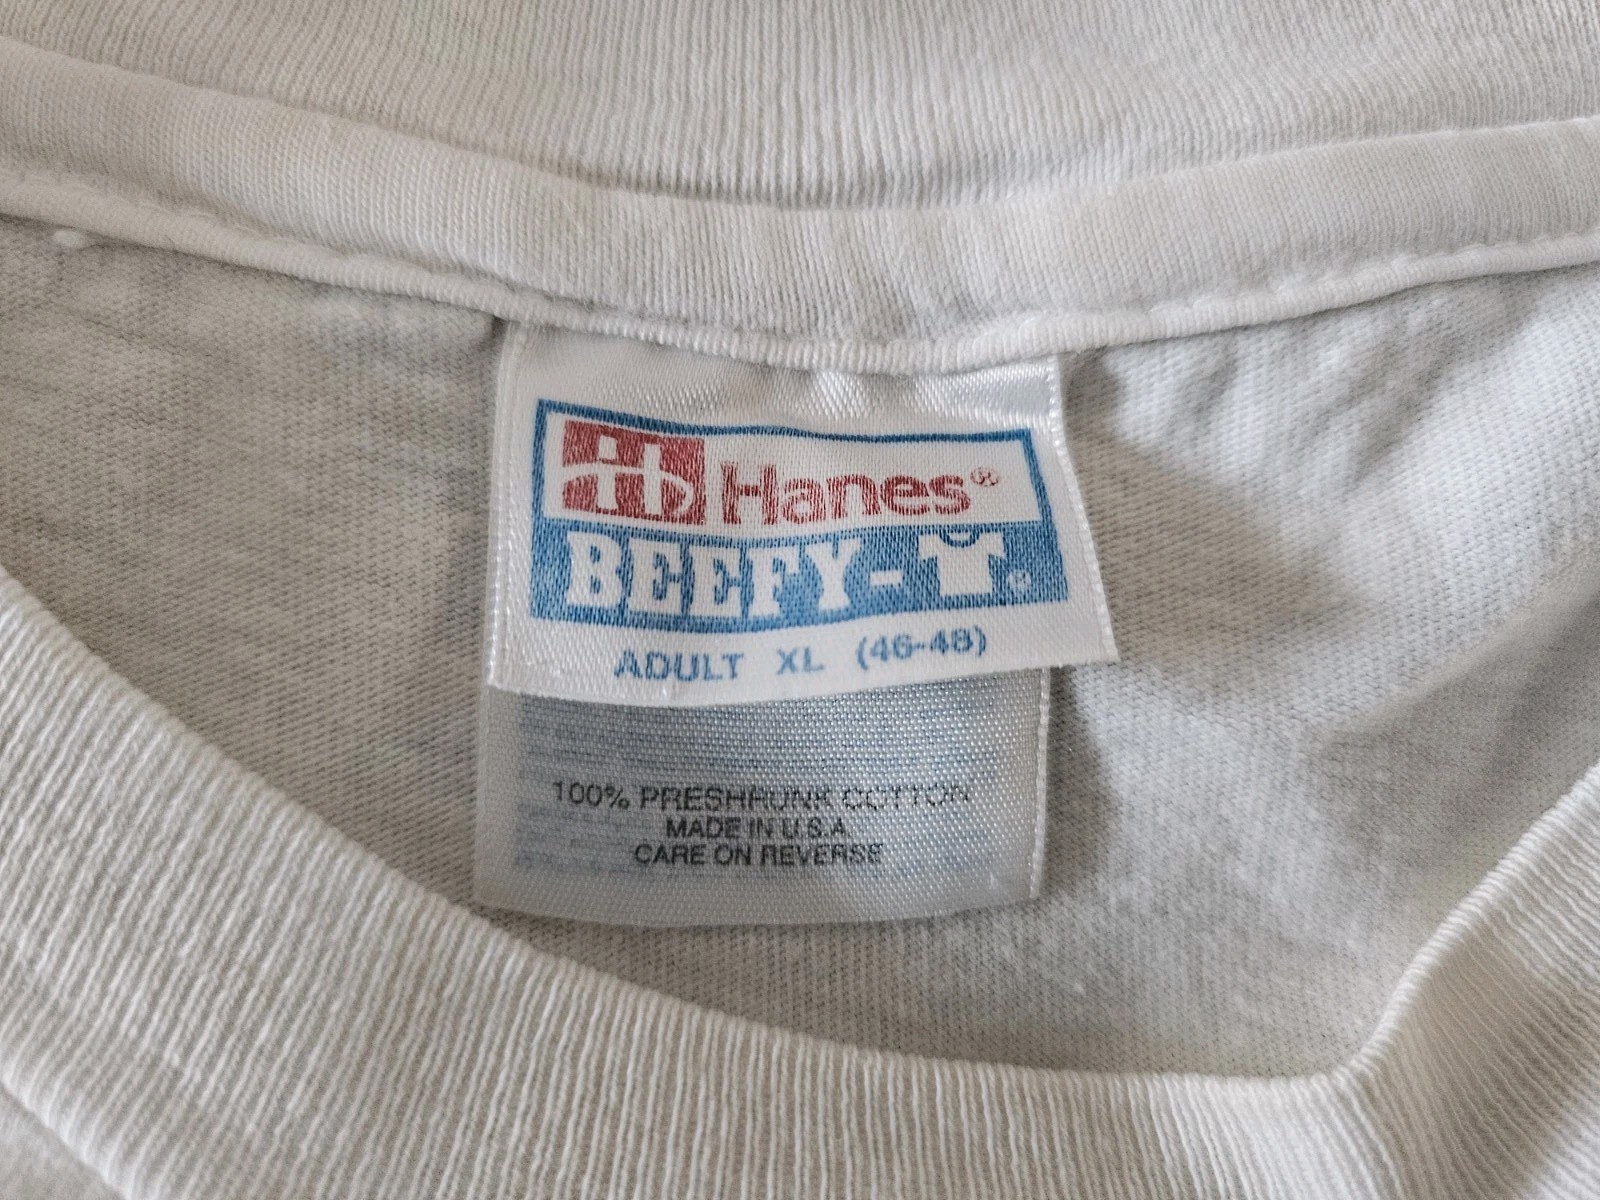 Hanes®
BEEFY-T®
ADULT XL (46-48)
100% PRESHRUNK COTTON
MADE IN U.S.A.
CARE ON REVERSE